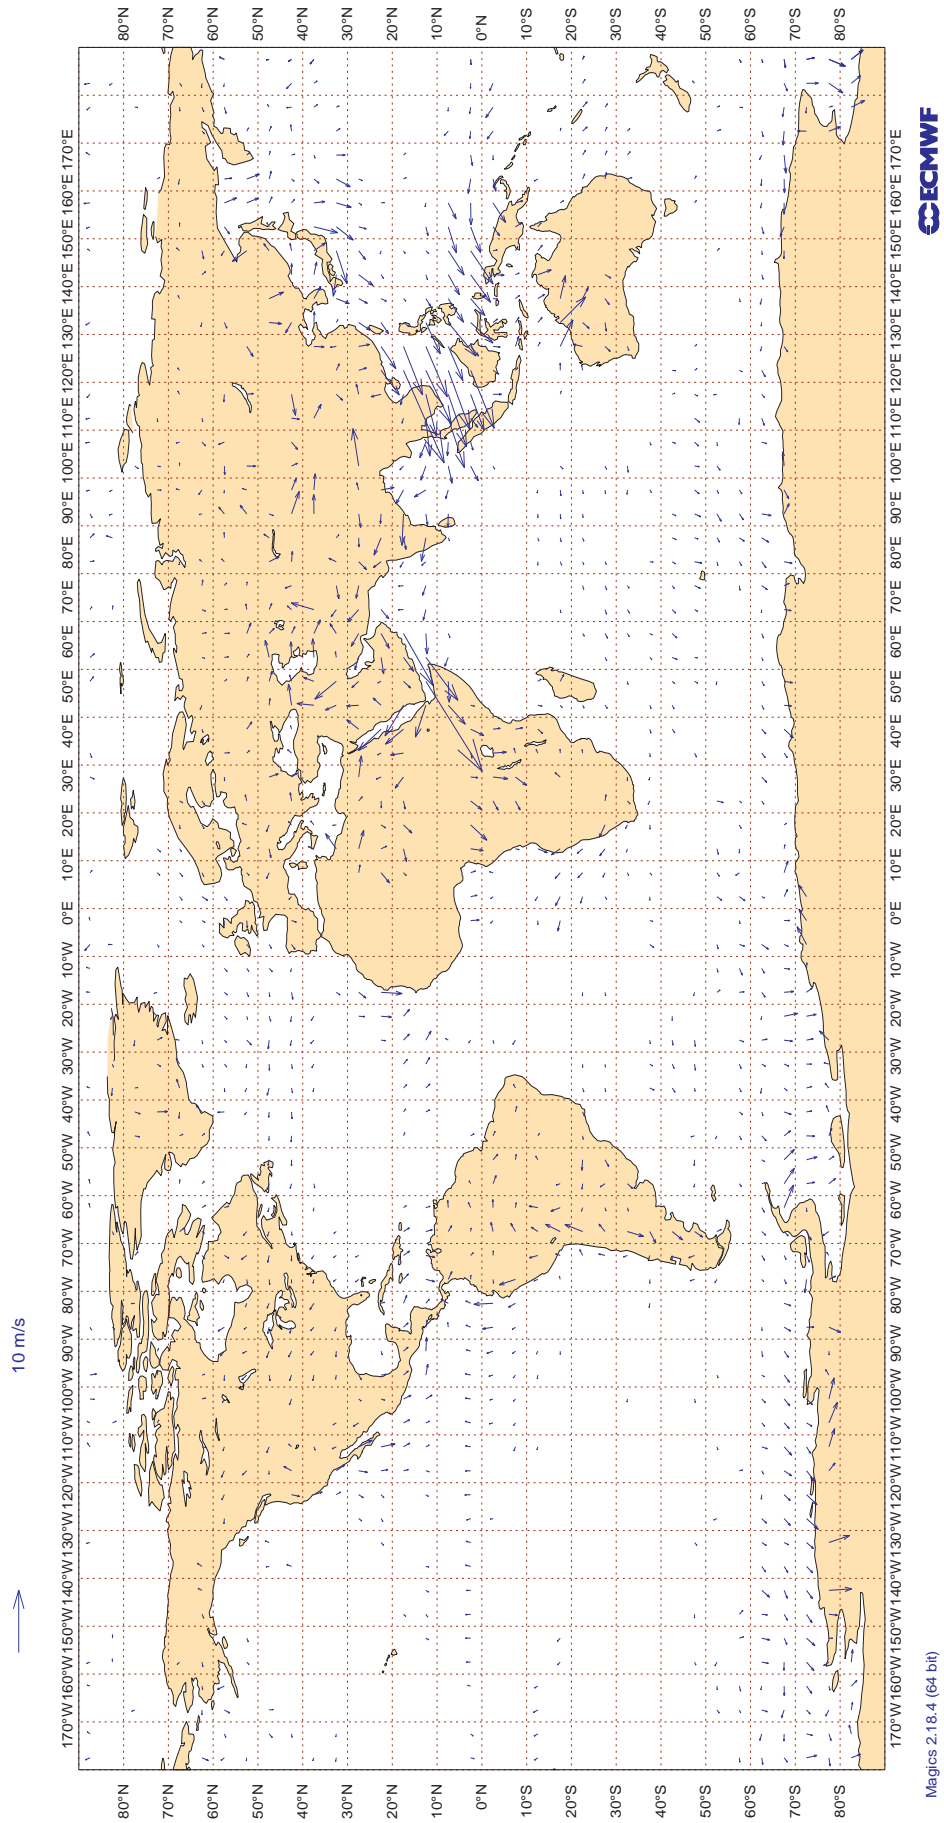 10 m/s
170°W 160°W 150°W 140°W 130°W 120°W 110°W 100°W 90°W 80°W 70°W 60°W 50°W 40°W 30°W 20°W 10°W 0°E 10°E 20°E 30°E 40°E 50°E 60°E 70°E 80°E 90°E 100°E 110°E 120°E 130°E 140°E 150°E 160°E 170°E
80°N 80°N
70°N 70°N
60°N 60°N
50°N 50°N
40°N 40°N
30°N 30°N
20°N 20°N
10°N 10°N
0°N 0°N
10°S 10°S
20°S 20°S
30°S 30°S
40°S 40°S
50°S 50°S
60°S 60°S
70°S 70°S
80°S 80°S
170°W 160°W 150°W 140°W 130°W 120°W 110°W 100°W 90°W 80°W 70°W 60°W 50°W 40°W 30°W 20°W 10°W 0°E 10°E 20°E 30°E 40°E 50°E 60°E 70°E 80°E 90°E 100°E 110°E 120°E 130°E 140°E 150°E 160°E 170°E
Magics 2.18.4 (64 bit) ECMWF